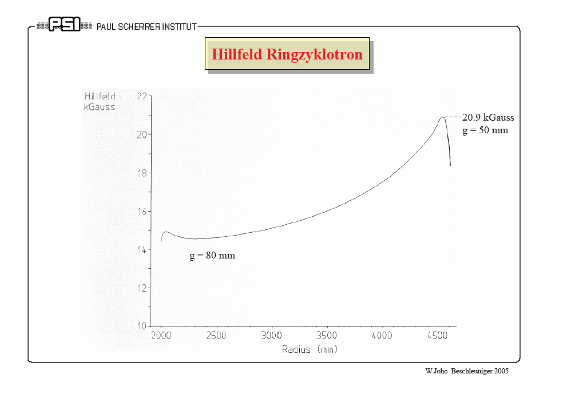 PSI PAUL SCHERRER INSTITUT
Hillfeld Ringzyklotron
Hillfeld
kGauss
22
20
18
16
14
12
10
20.9 kGauss
g = 50 mm
g = 80 mm
2000 2500 3000 3500 4000 4500
Radius (mm)
W.Joho Beschleuniger 2005